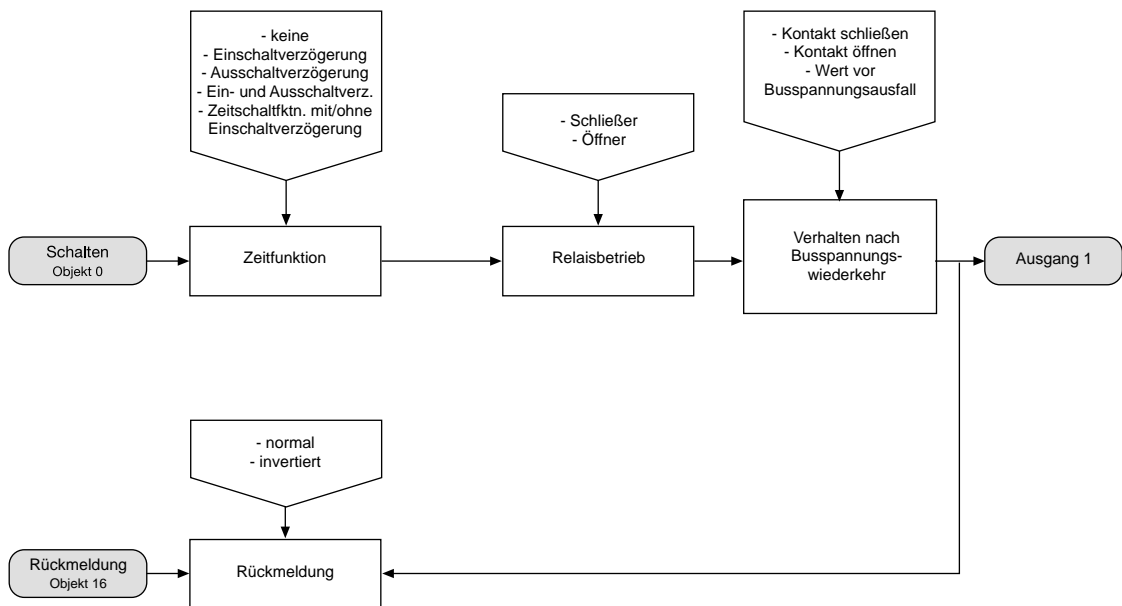 - keine
- Einschaltverzögerung
- Ausschaltverzögerung
- Ein- und Ausschaltverz.
- Zeitschaltfktn. mit/ohne
Einschaltverzögerung
- Schließer
- Öffner
- Kontakt schließen
- Kontakt öffnen
- Wert vor
Busspannungsausfall
Schalten
Objekt 0
Zeitfunktion
Relaisbetrieb
Verhalten nach
Busspannungs-
wiederkehr
Ausgang 1
- normal
- invertiert
Rückmeldung
Objekt 16
Rückmeldung